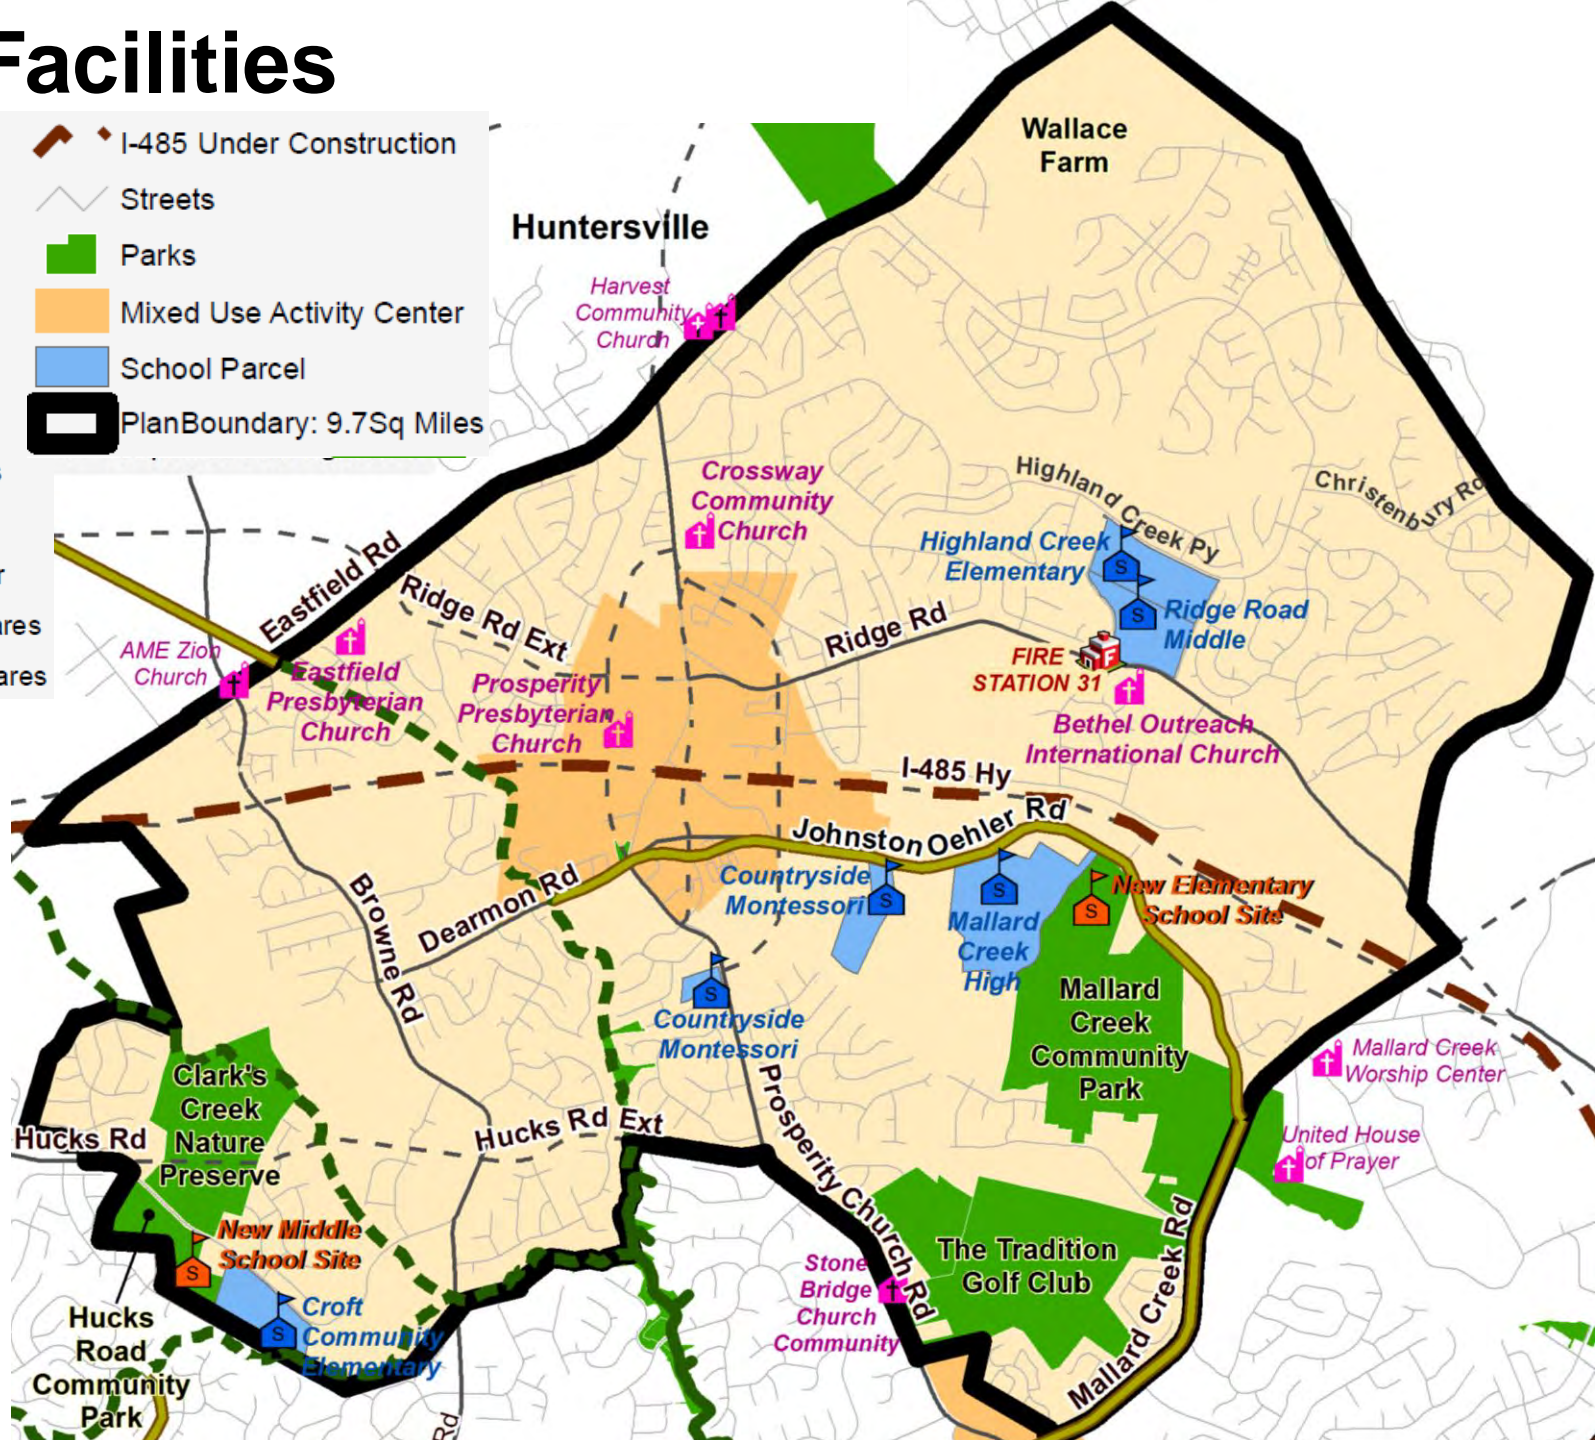 Facilities
I-485 Under Construction
Streets
Parks
Mixed Use Activity Center
School Parcel
PlanBoundary: 9.7Sq Miles
Wallace
Farm
Huntersville
Harvest
Community
Church
Crossway
Community
Church
Highland Creek Py
Christenbury Rd
Highland Creek
Elementary
Ridge Road
Middle
Eastfield Rd
Ridge Rd Ext
Ridge Rd
FIRE
STATION 31
F
AME Zion
Church
Eastfield
Presbyterian
Church
Prosperity
Presbyterian
Church
Bethel Outreach
International Church
I-485 Hy
Johnston Oehler Rd
Countryside
Montessori
Mallard
Creek
High
New Elementary
School Site
Browne Rd
Dearmon Rd
Mallard
Creek
Community
Park
Countryside
Montessori
Mallard Creek
Worship Center
Clark's
Creek
Nature
Preserve
Hucks Rd
Hucks Rd Ext
Prosperity Church Rd
United House
of Prayer
New Middle
School Site
The Tradition
Golf Club
Mallard Creek Rd
Stone
Bridge
Church
Community
Croft
Community
Elementary
Hucks
Road
Community
Park
Rd
S
S
S
S
S
S
S
S